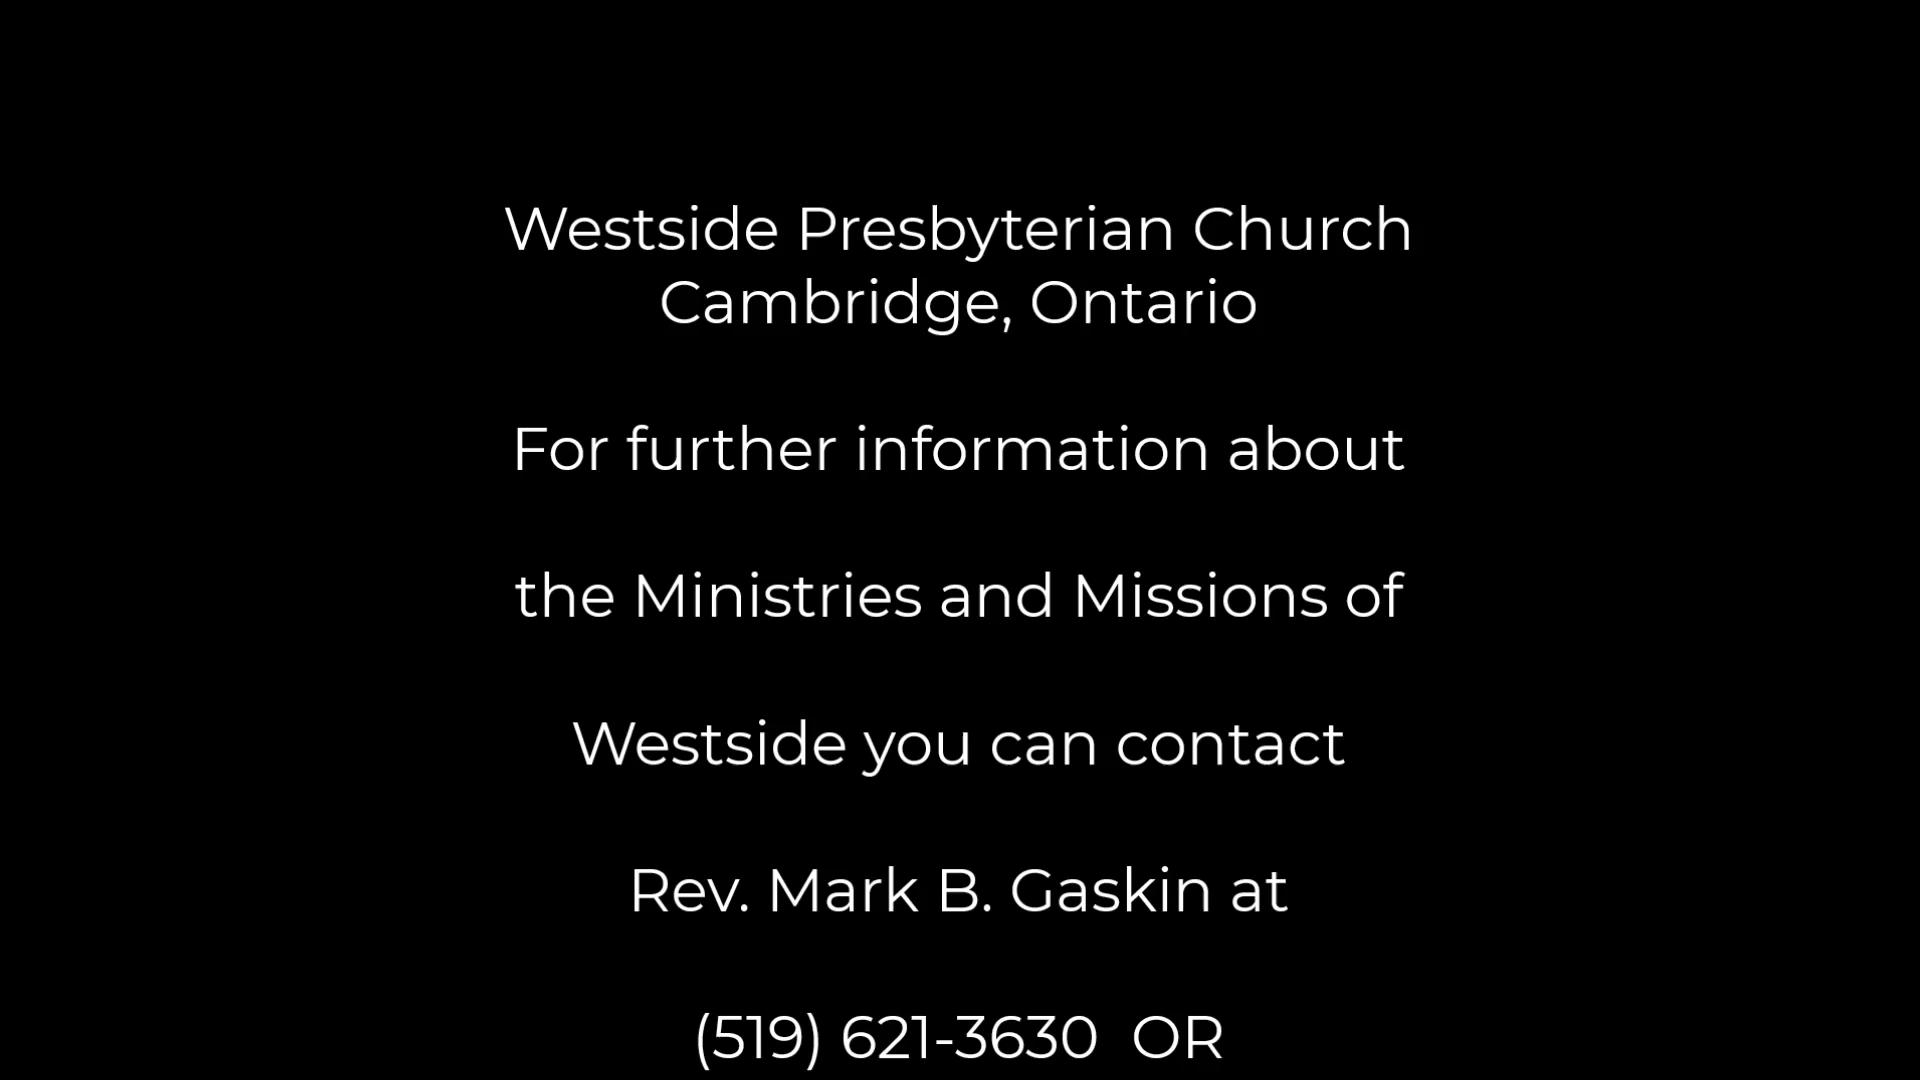 Westside Presbyterian Church
Cambridge, Ontario
For further information about
the Ministries and Missions of
Westside you can contact
Rev. Mark B. Gaskin at
(519) 621-3630  OR